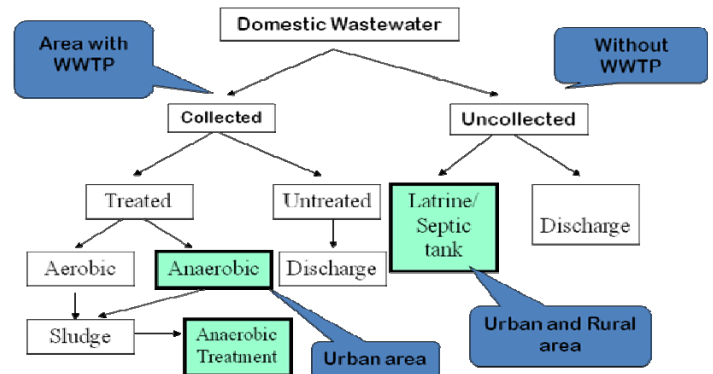 Domestic Wastewater
Area with
WWTP
Without
WWTP
Collected
Uncollected
Treated
Untreated
Latrine/
Septic
tank
Discharge
Aerobic
Anaerobic
Discharge
Sludge
Anaerobic
Treatment
Urban area
Urban and Rural
area